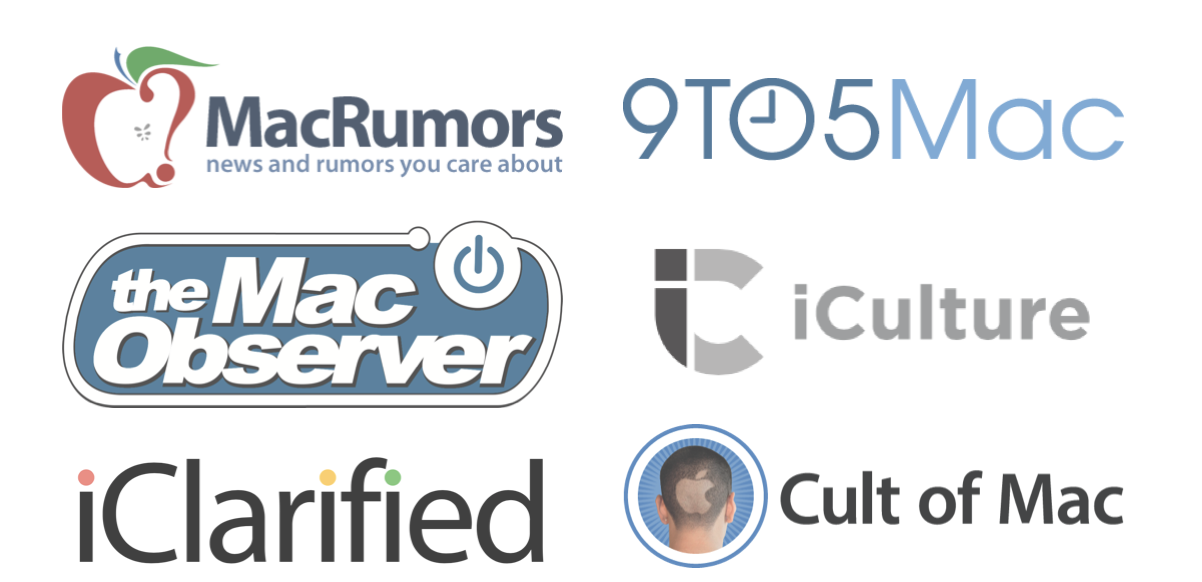 MacRumors
news and rumors you care about
9TO5Mac
the Mac
Observer
iCulture
iClarified
Cult of Mac